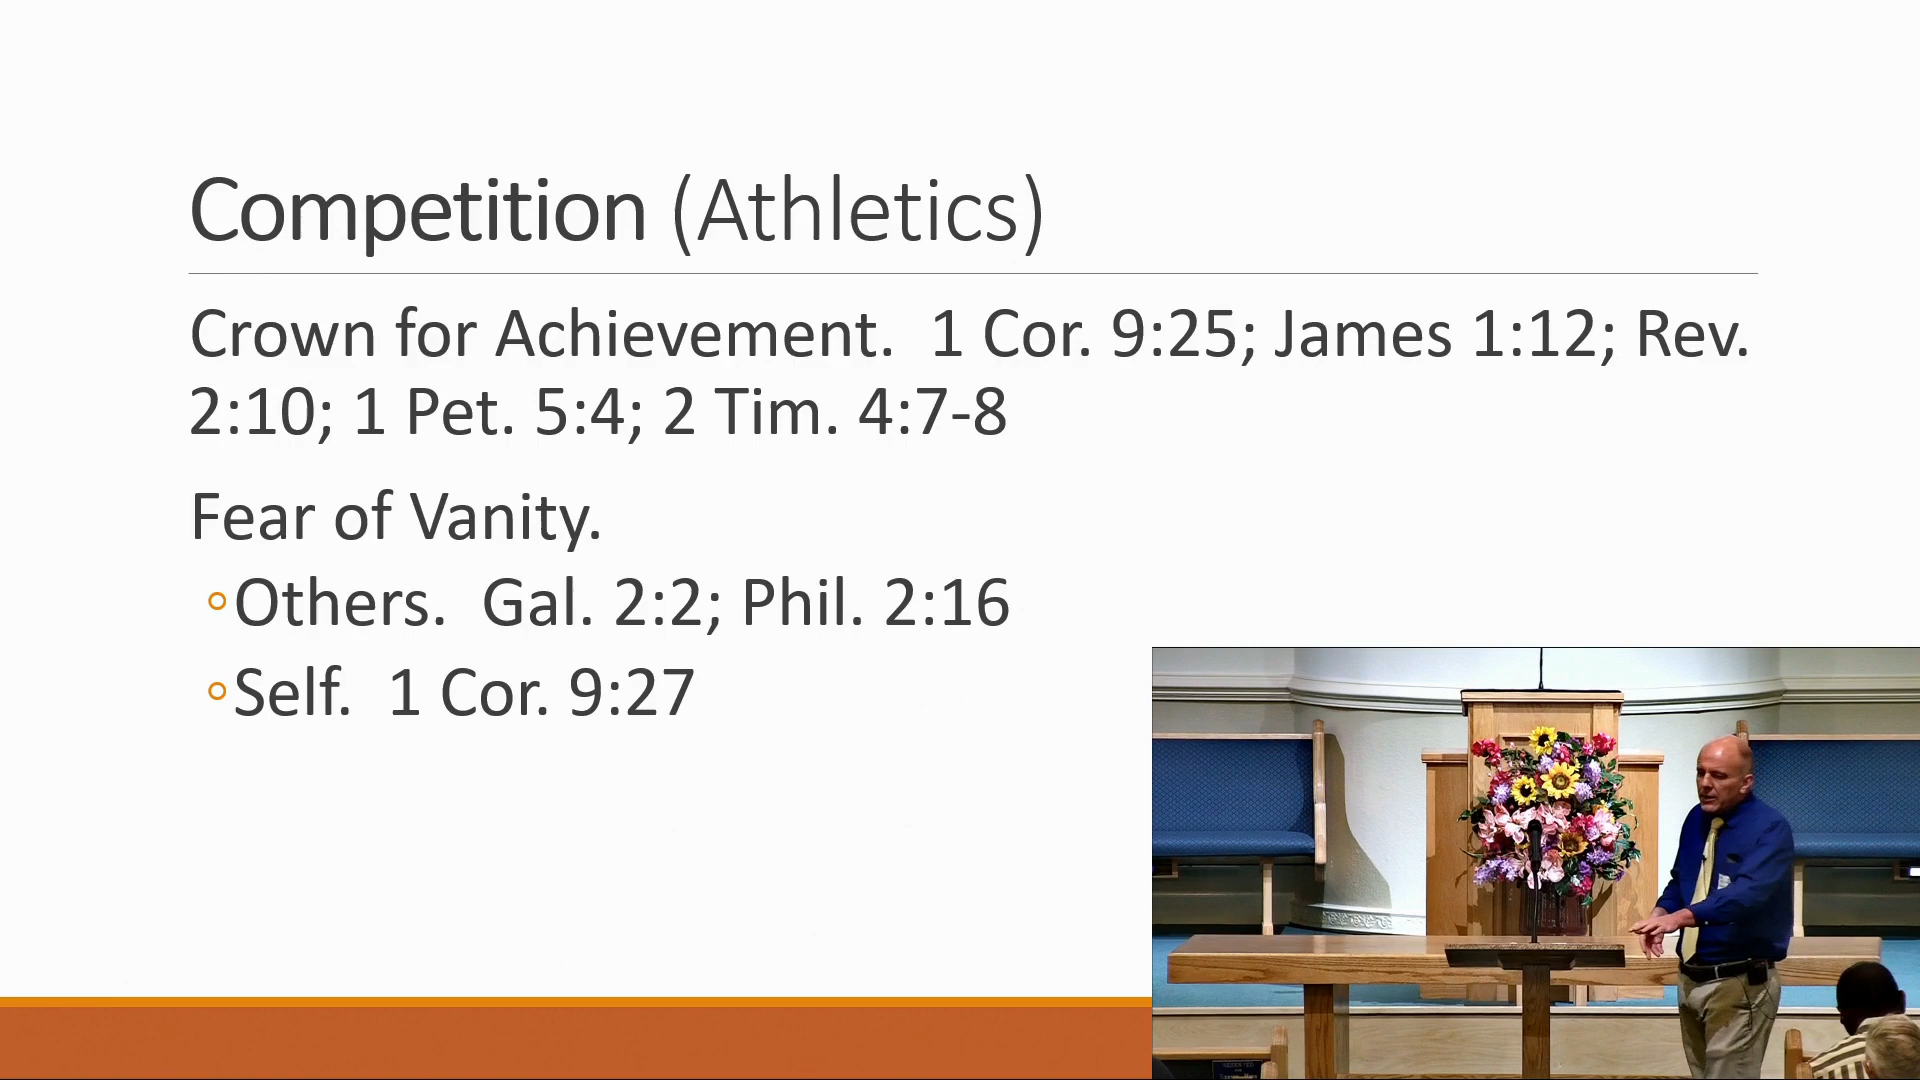 Competition (Athletics)
Crown for Achievement.  1 Cor. 9:25; James 1:12; Rev.
2:10; 1 Pet. 5:4; 2 Tim. 4:7-8
Fear of Vanity.
◦Others.  Gal. 2:2; Phil. 2:16
◦Self.  1 Cor. 9:27